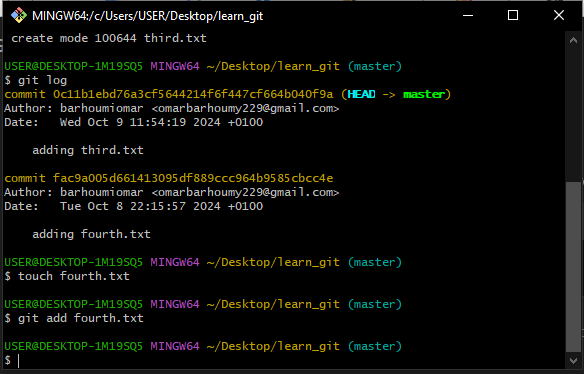 MINGW64:/c/Users/USER/Desktop/learn_git
create mode 100644 third.txt
USER@DESKTOP-1M19SQ5 MINGW64 ~/Desktop/learn_git (master)
$ git log
commit 0c11b1ebd76a3cf5644214f6f447cf664b040f9a (HEAD -> master)
Author: barhoumiomar <omarbarhoumy229@gmail.com>
Date:   Wed Oct 9 11:54:19 2024 +0100
adding third.txt
commit fac9a005d661413095df889ccc964b9585cbcc4e
Author: barhoumiomar <omarbarhoumy229@gmail.com>
Date:   Tue Oct 8 22:15:57 2024 +0100
adding fourth.txt
USER@DESKTOP-1M19SQ5 MINGW64 ~/Desktop/learn_git (master)
$ touch fourth.txt
USER@DESKTOP-1M19SQ5 MINGW64 ~/Desktop/learn_git (master)
$ git add fourth.txt
USER@DESKTOP-1M19SQ5 MINGW64 ~/Desktop/learn_git (master)
$